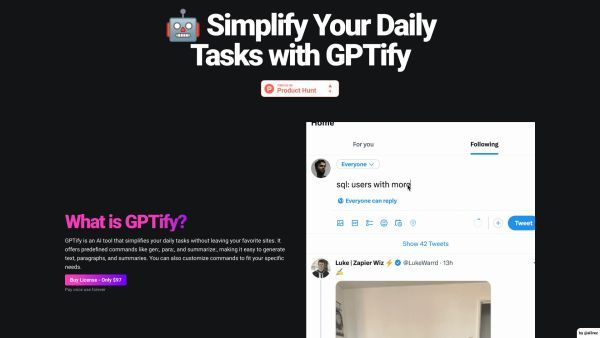 Simplify Your Daily
Tasks with GPTify
Product Hunt
Home
For you
Following
Everyone
sql: users with more
Everyone can reply
Tweet
Show 42 Tweets
Luke | Zapier Wiz ⚡ @LukeWarrd · 13h
✍️
What is GPTify?
GPTify is an AI tool that simplifies your daily tasks without leaving your favorite sites. It
offers predefined commands like gen:, para:, and summarize:, making it easy to generate
text, paragraphs, and summaries. You can also customize commands to fit your specific
needs.
Buy License - Only $97
Pay once use forever